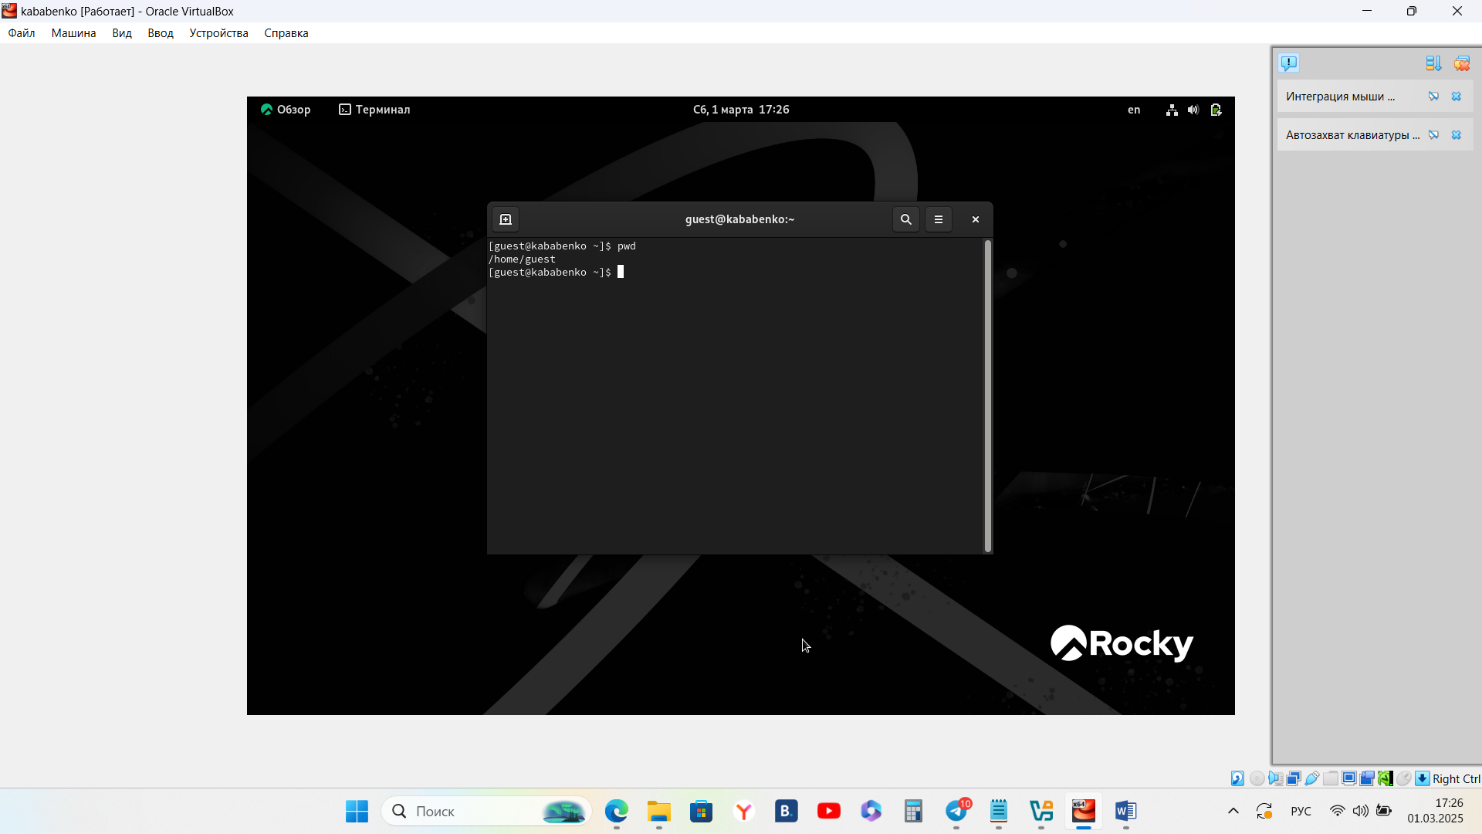 kababenko [Работает] - Oracle VirtualBox
Файл Машина Вид Ввод Устройства Справка
Обзор Терминал Сб, 1 марта 17:26 en
guest@kababenko:~
[guest@kababenko ~]$ pwd
/home/guest
[guest@kababenko ~]$
Интеграция мыши ...
Автозахват клавиатуры ...
Rocky
Right Ctrl
Поиск
B.
10
x64
W
РУС
17:26
01.03.2025